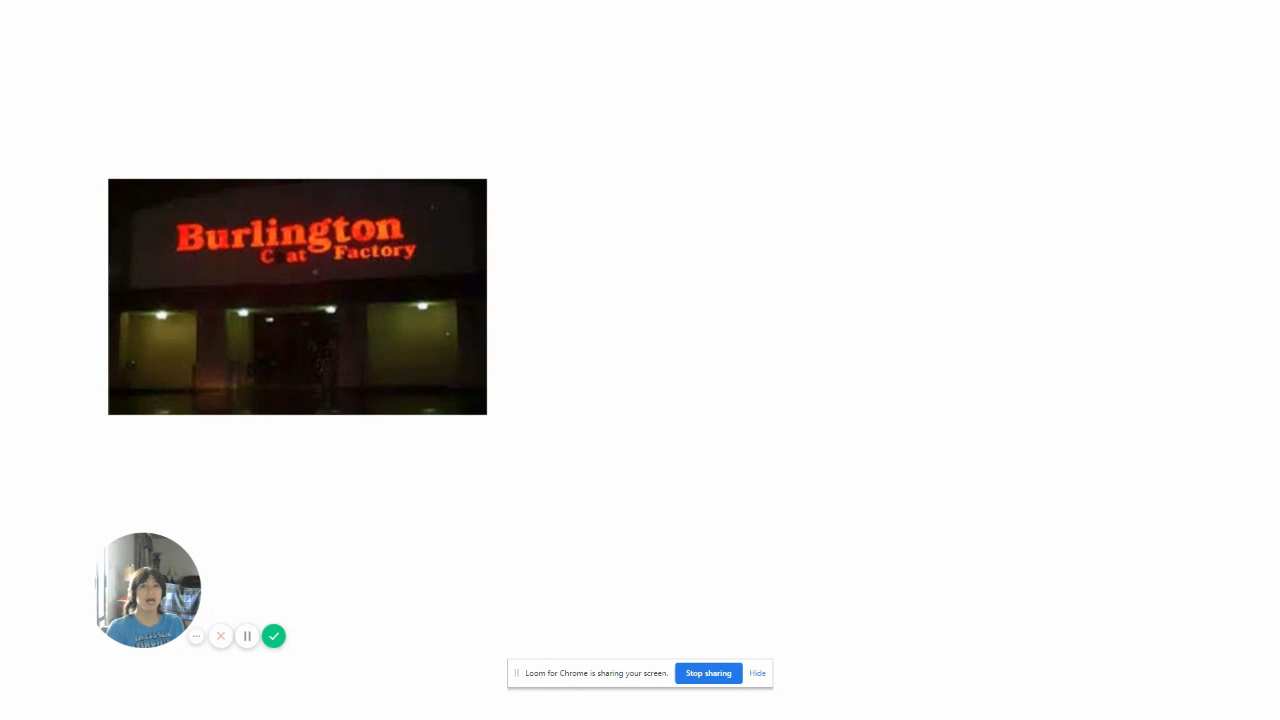 Burlington
C at Factory
Loom for Chrome is sharing your screen.
Stop sharing
Hide